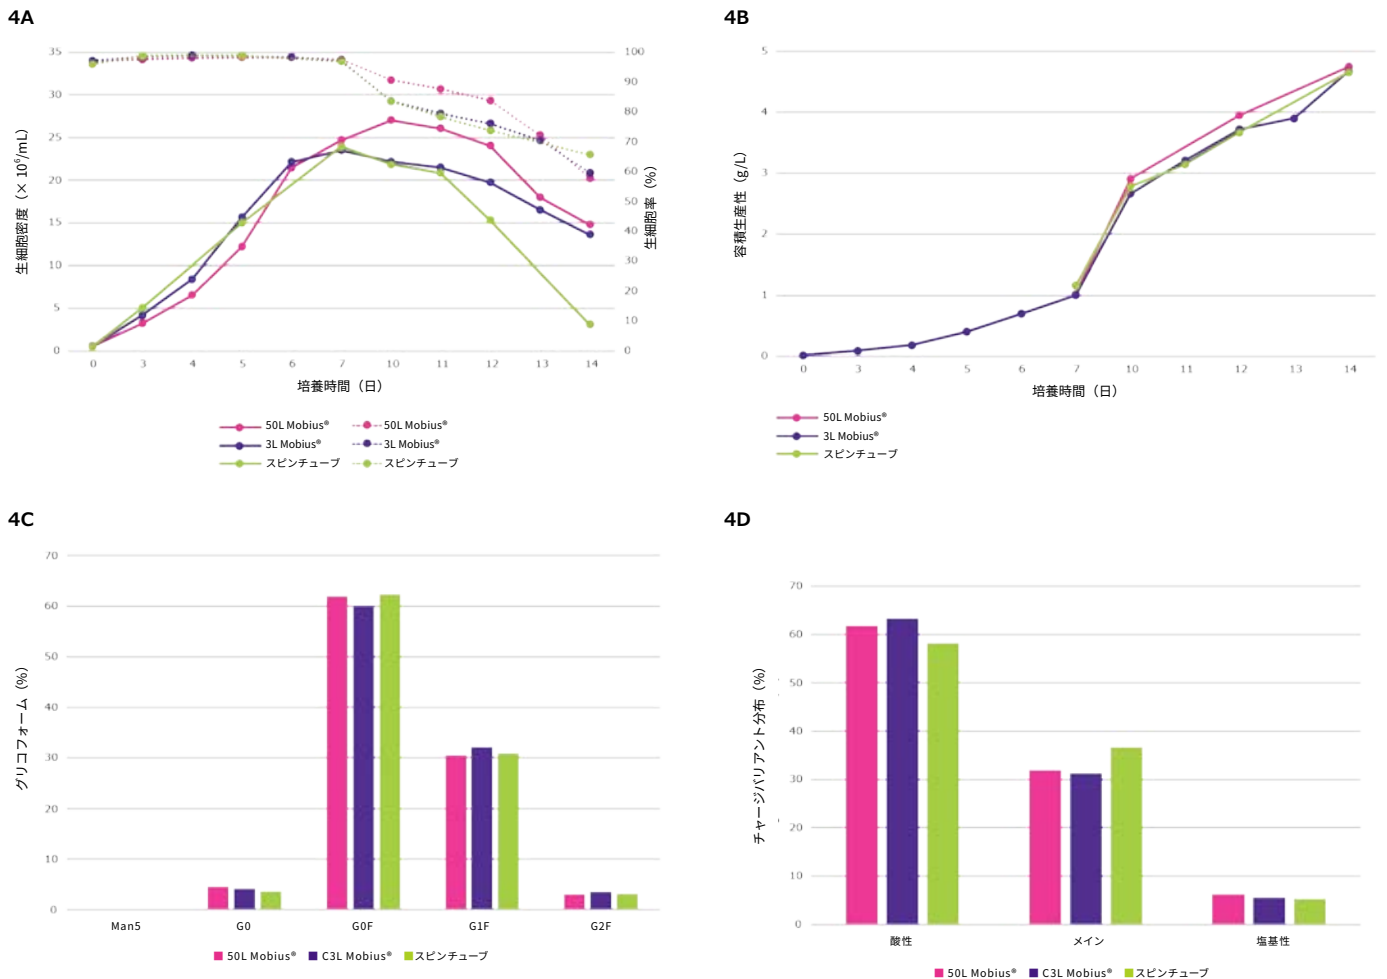 4A
35
30
25
20
15
10
5
0
生細胞密度（× 10⁶/mL）
100
90
80
70
60
50
40
30
20
10
0
生細胞率（%）
0 3 4 5 6 7 10 11 12 13 14
培養時間（日）
50L Mobius® 50L Mobius®
3L Mobius® 3L Mobius®
スピンチューブ スピンチューブ
4B
5
4
3
2
1
0
容積生産性（g/L）
0 3 4 5 6 7 10 11 12 13 14
培養時間（日）
50L Mobius®
3L Mobius®
スピンチューブ
4C
70
60
50
40
30
20
10
0
グリコフォーム（%）
Man5 G0 G0F G1F G2F
50L Mobius® C3L Mobius® スピンチューブ
4D
70
60
50
40
30
20
10
0
チャージバリアント分布（%）
酸性 メイン 塩基性
50L Mobius® C3L Mobius® スピンチューブ